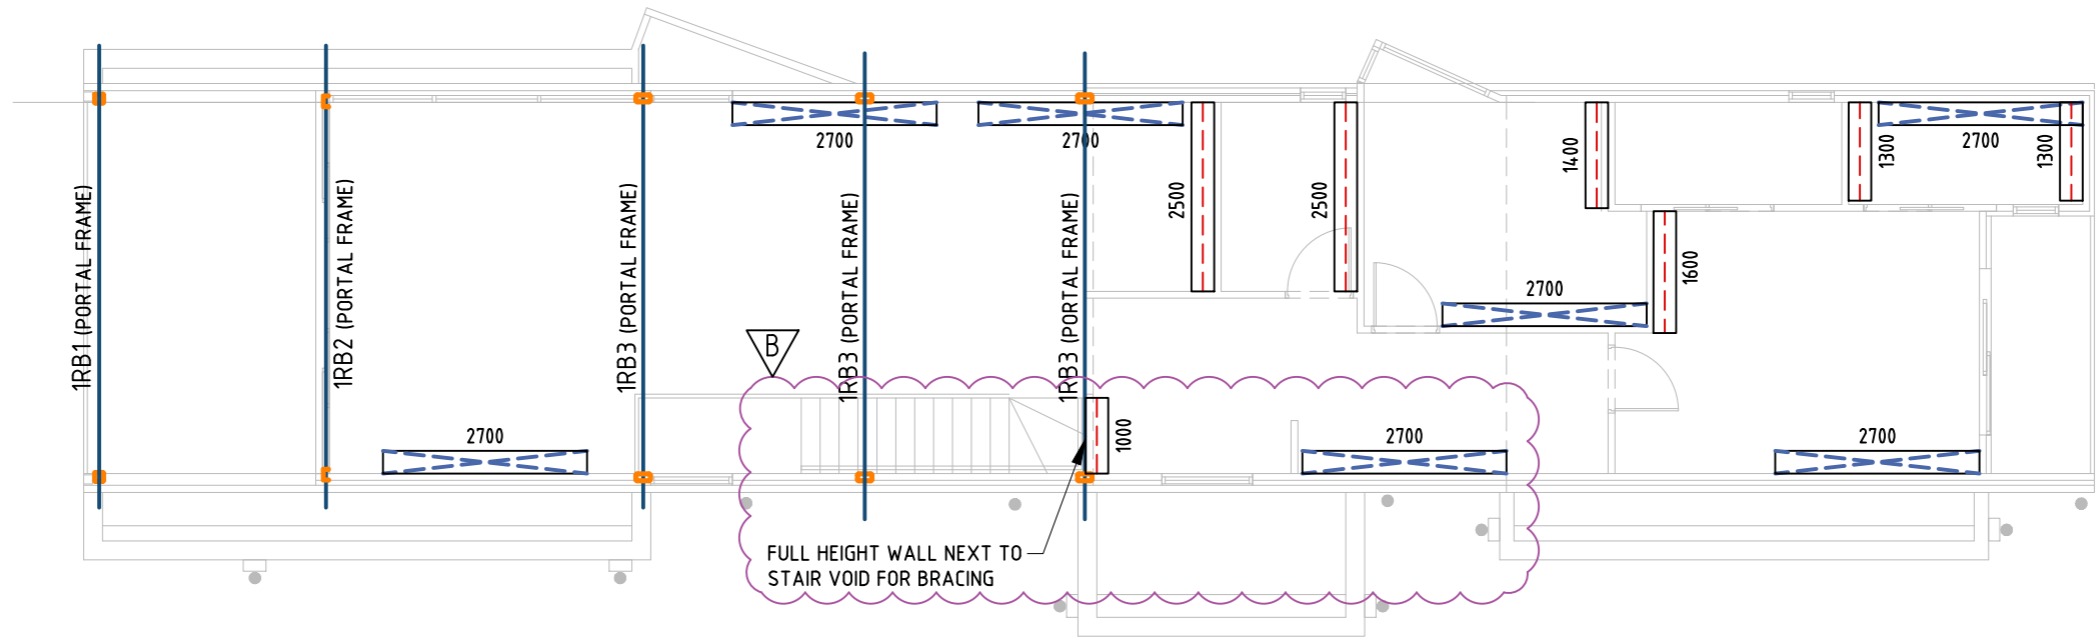 2700
2700
2700
1400
1300
1300
2500
2500
1RB1 (PORTAL FRAME)
1RB2 (PORTAL FRAME)
1RB3 (PORTAL FRAME)
1RB3 (PORTAL FRAME)
1RB3 (PORTAL FRAME)
1600
2700
B
2700
1000
2700
2700
FULL HEIGHT WALL NEXT TO
STAIR VOID FOR BRACING